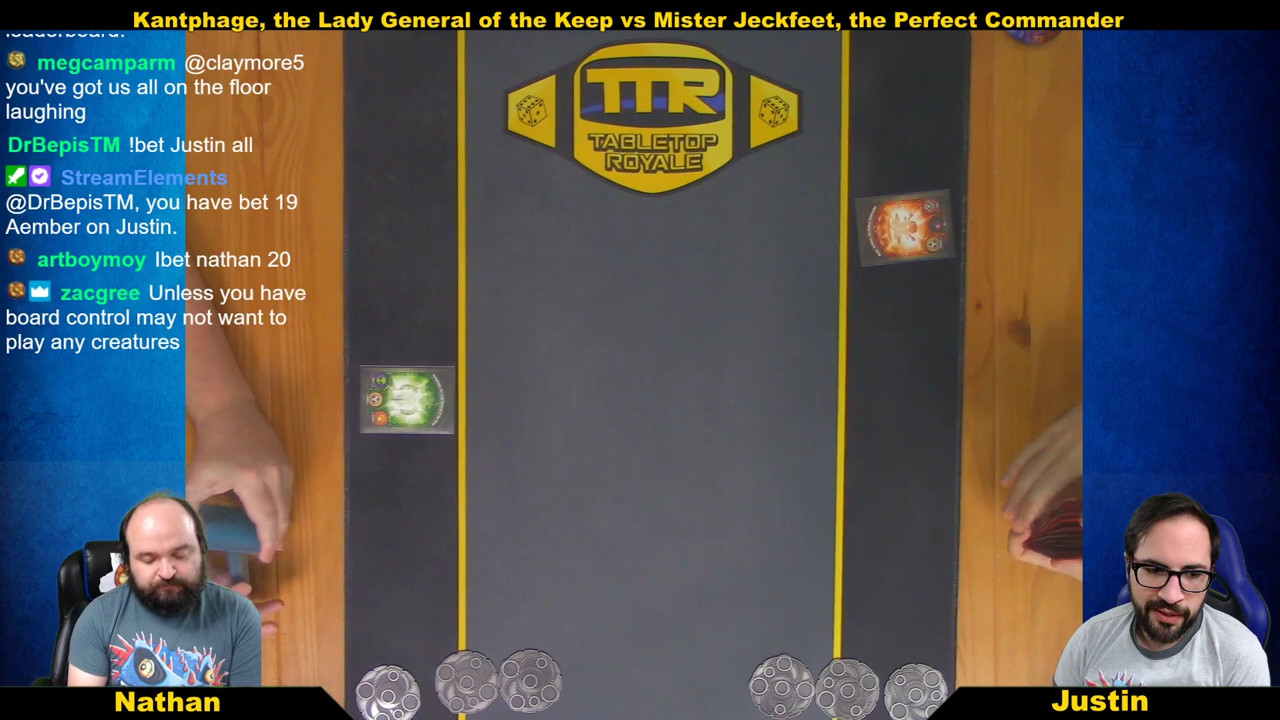 Kantphage, the Lady General of the Keep vs Mister Jeckfeet, the Perfect Commander
leaderboard!
megcamparm @claymore5
you've got us all on the floor
laughing
DrBepisTM !bet Justin all
StreamElements
@DrBepisTM, you have bet 19
Aember on Justin.
artboymoy Ibet nathan 20
zacgree Unless you have
board control may not want to
play any creatures
TTR
TABLETOP
ROYALE
Nathan
Justin